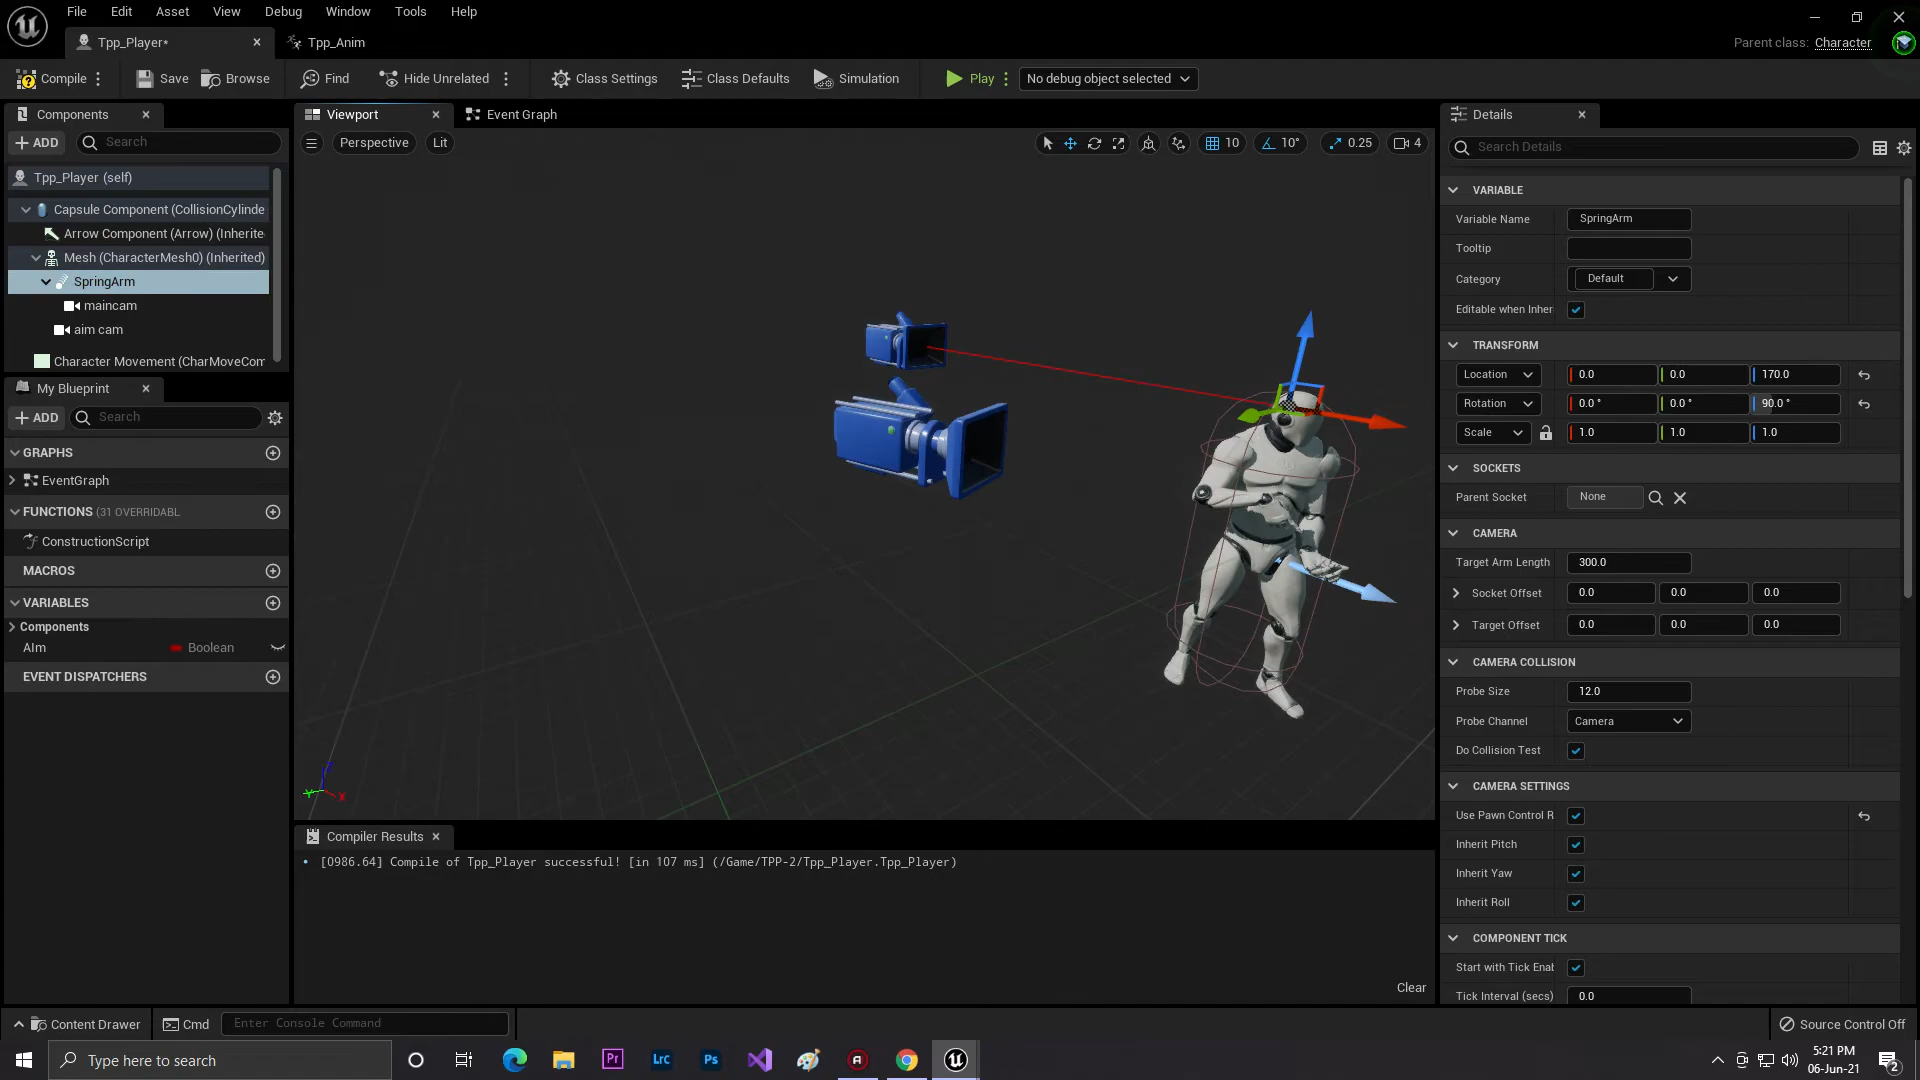 File Edit Asset View Debug Window Tools Help
Tpp_Player* Tpp_Anim Parent class: Character
Compile Save Browse Find Hide Unrelated Class Settings Class Defaults Simulation Play No debug object selected
Components Viewport Event Graph Details
ADD Search Perspective Lit 10 10° 0.25 4 Search Details
Tpp_Player (self)
Capsule Component (CollisionCylinde
Arrow Component (Arrow) (Inherite
Mesh (CharacterMesh0) (Inherited)
SpringArm
maincam
aim cam
Character Movement (CharMoveCom
My Blueprint
ADD Search
GRAPHS
EventGraph
FUNCTIONS (31 OVERRIDABL
ConstructionScript
MACROS
VARIABLES
Components
AIm Boolean
EVENT DISPATCHERS
Y X
VARIABLE
Variable Name SpringArm
Tooltip
Category Default
Editable when Inher
TRANSFORM
Location 0.0 0.0 170.0
Rotation 0.0 ° 0.0 ° 90.0 °
Scale 1.0 1.0 1.0
SOCKETS
Parent Socket None
CAMERA
Target Arm Length 300.0
Socket Offset 0.0 0.0 0.0
Target Offset 0.0 0.0 0.0
CAMERA COLLISION
Probe Size 12.0
Probe Channel Camera
Do Collision Test
CAMERA SETTINGS
Use Pawn Control R
Inherit Pitch
Inherit Yaw
Inherit Roll
COMPONENT TICK
Start with Tick Enat
Tick Interval (secs) 0.0
Compiler Results
[0986.64] Compile of Tpp_Player successful! [in 107 ms] (/Game/TPP-2/Tpp_Player.Tpp_Player)
Clear
Content Drawer Cmd Enter Console Command Source Control Off
Type here to search Pr Lrc Ps 5:21 PM
06-Jun-21 2